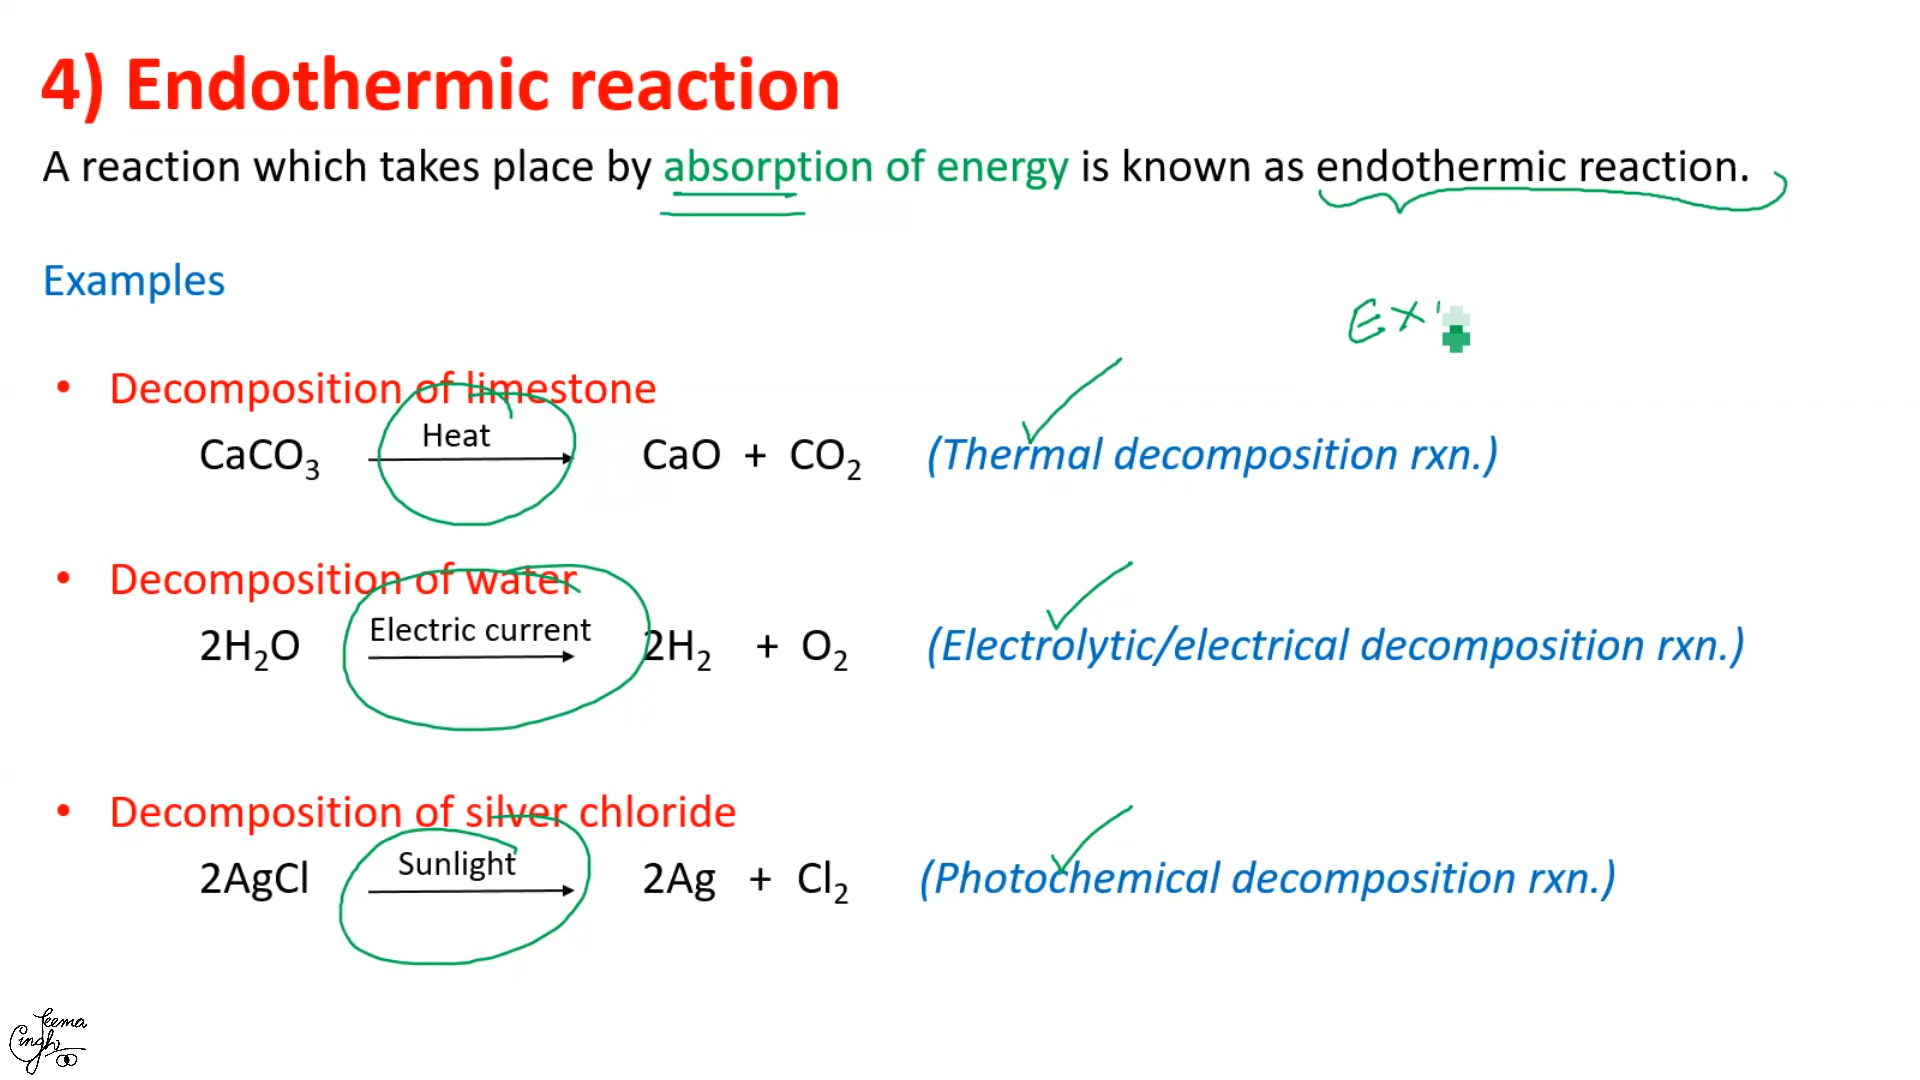 4) Endothermic reaction
A reaction which takes place by absorption of energy is known as endothermic reaction.
Examples
Ex
• Decomposition of limestone
CaCO₃ Heat CaO + CO₂ (Thermal decomposition rxn.)
• Decomposition of water
2H₂O Electric current 2H₂ + O₂ (Electrolytic/electrical decomposition rxn.)
• Decomposition of silver chloride
2AgCl Sunlight 2Ag + Cl₂ (Photochemical decomposition rxn.)